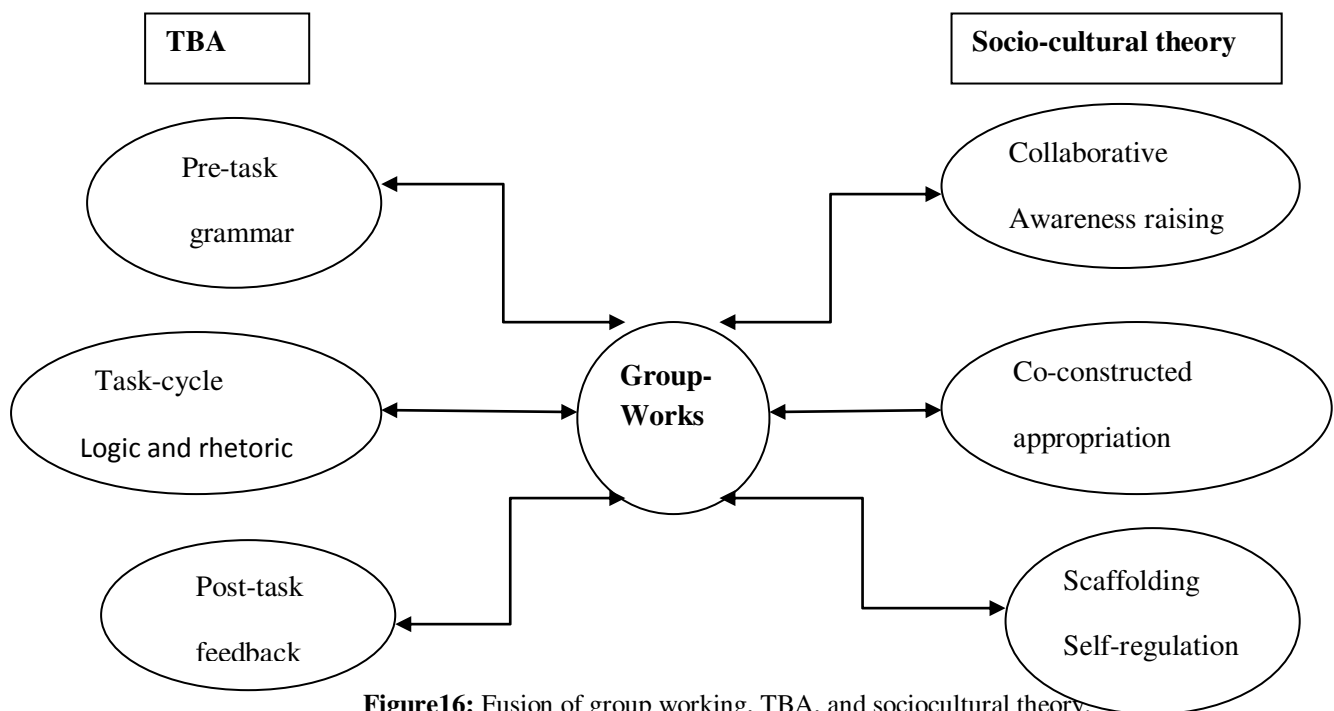 TBA
Socio-cultural theory
Pre-task
grammar
Collaborative
Awareness raising
Group-
Works
Task-cycle
Logic and rhetoric
Co-constructed
appropriation
Post-task
feedback
Scaffolding
Self-regulation
Figure16: Fusion of group working, TBA, and sociocultural theory.